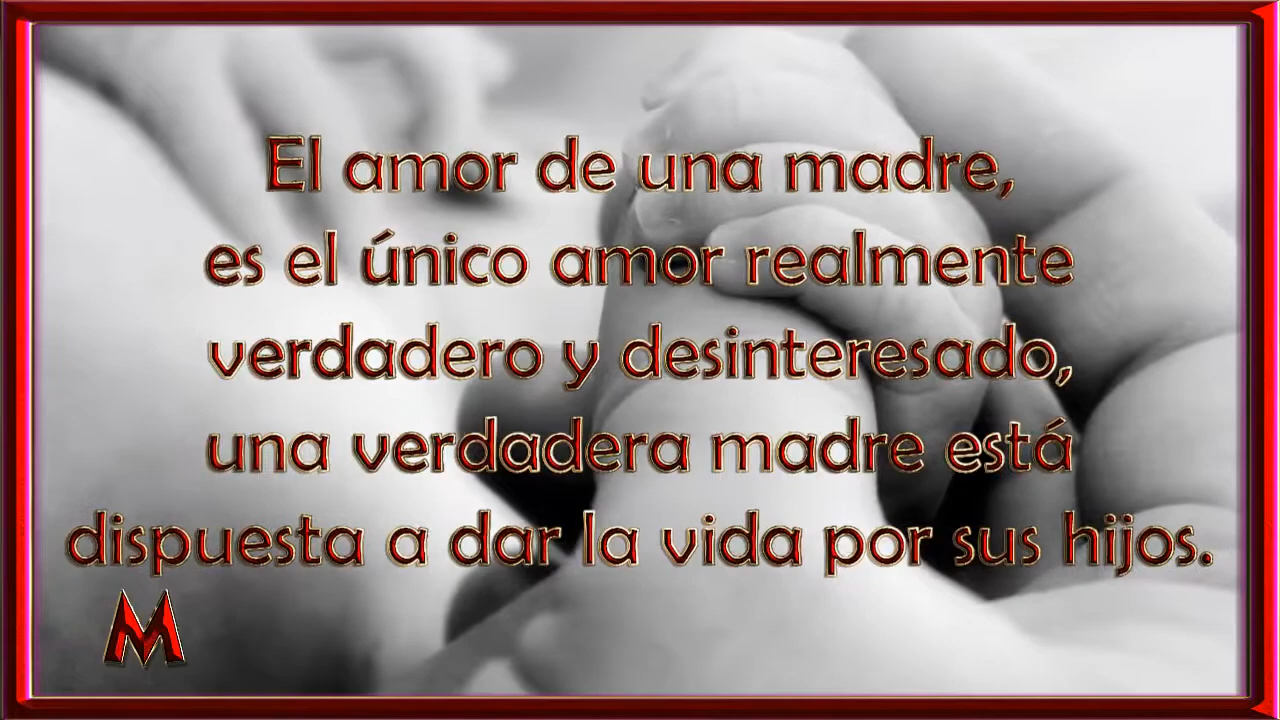 El amor de una madre,
es el único amor realmente
verdadero y desinteresado,
una verdadera madre está
dispuesta a dar la vida por sus hijos.
M